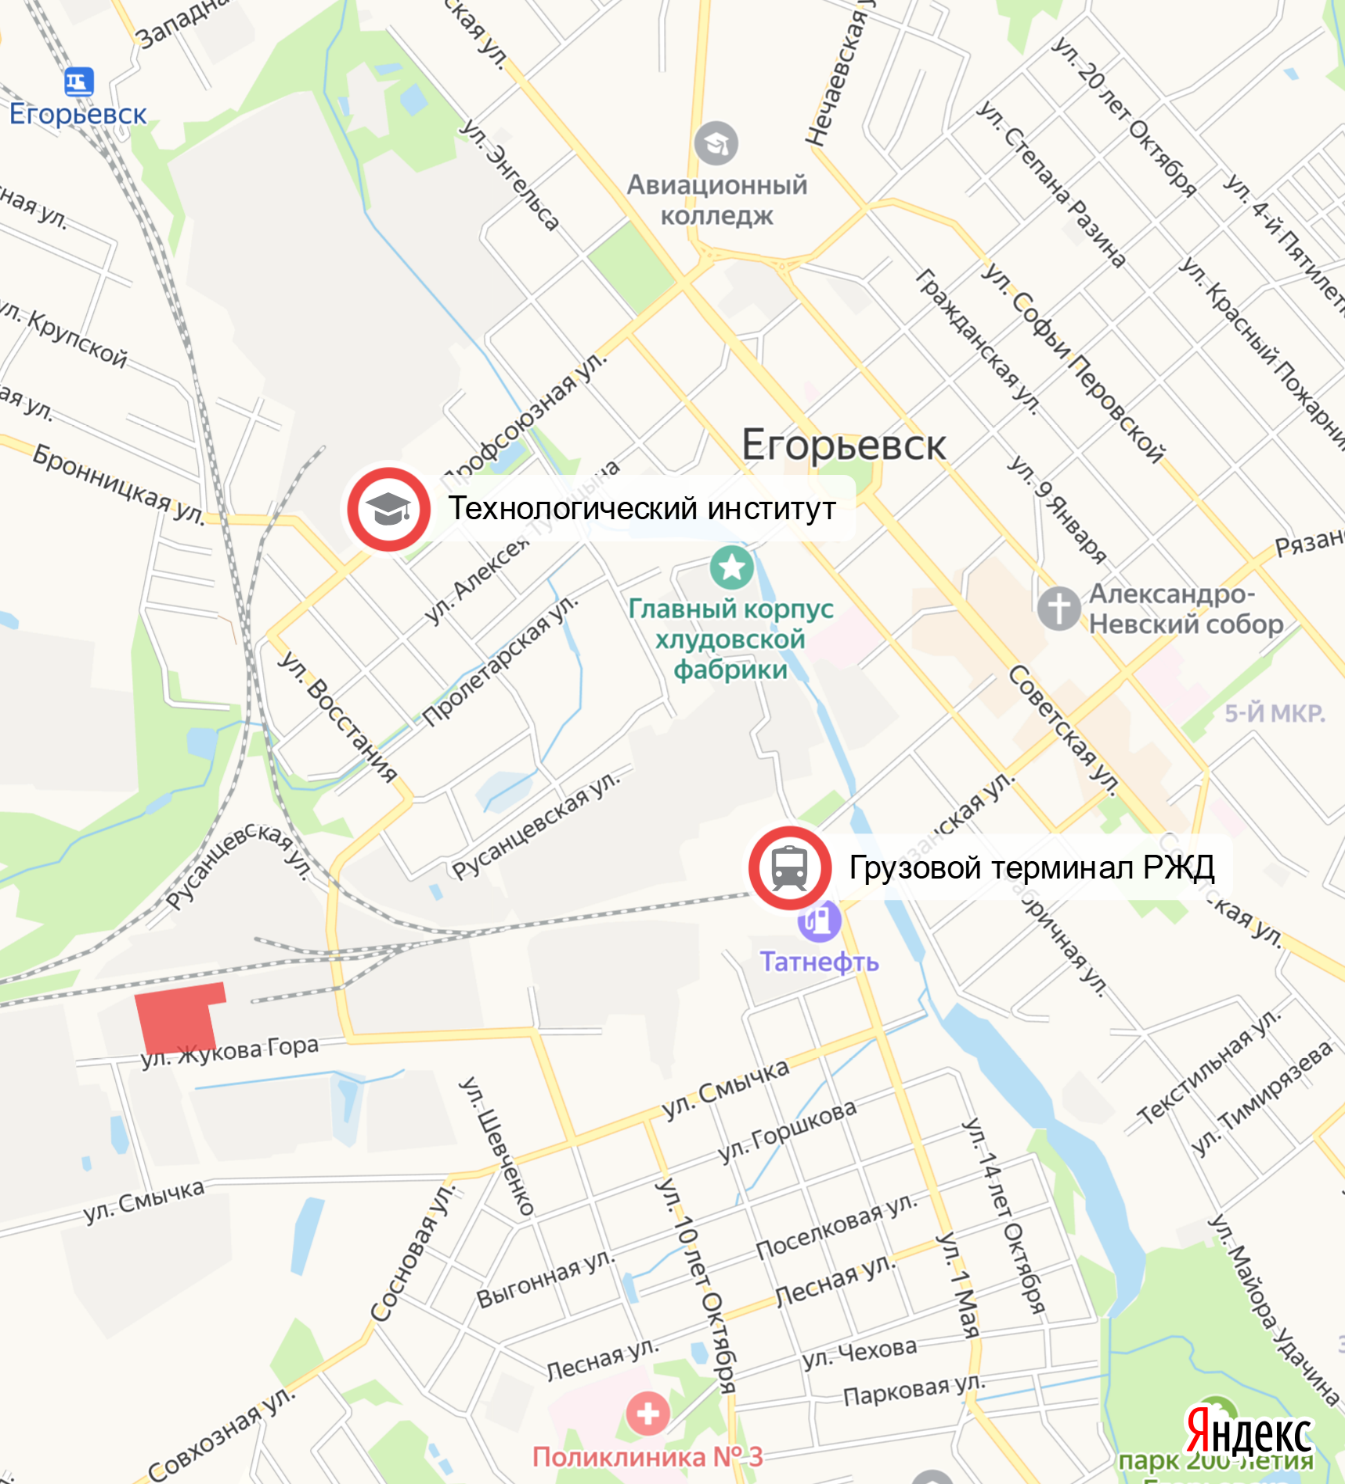 Западна
ская ул.
Нечаевская у
ул. 20 лет Октября
Егорьевск
ул. Энгельса
ул. Степана Разина
Авиационный
колледж
ул. 4-й Пятилет
ная ул.
ул. Красный Пожарни
Гражданская ул.
ул. Софьи Перовской
ул. Крупской
ая ул.
Профсоюзная ул.
Егорьевск
Бронницкая ул.
ул. 9 Января
Технологический институт
ул. Алексея
Рязан
Главный корпус
хлудовской
фабрики
Александро-
Невский собор
Пролетарская ул.
ул. Восстания
Советская ул.
5-Й МКР.
Русанцевская ул.
Русанцевская ул.
Грузовой терминал РЖД
Татнефть
ул. Жукова Гора
ул. Смычка
Текстильная ул.
ул. Тимирязева
ул. Шевченко
ул. Горшкова
ул. 14 лет Октября
ул. Смычка
Сосновая ул.
ул. 10 лет Октября
Поселковая ул.
Выгонная ул.
Лесная ул.
ул. 1 Мая
ул. Майора Удачина
Лесная ул.
ул. Чехова
Парковая ул.
Совхозная ул.
Поликлиника № 3
Яндекс
парк 200-летия